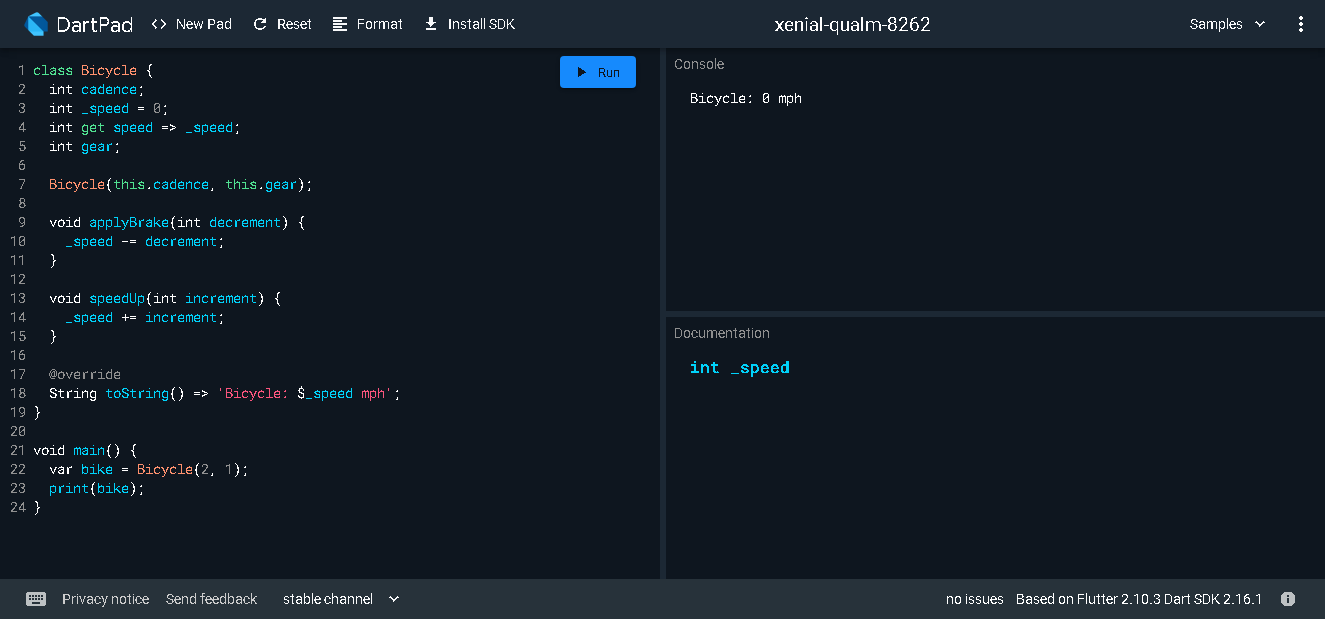 DartPad <> New Pad Reset Format Install SDK xenial-qualm-8262 Samples
Run
1 class Bicycle {
2   int cadence;
3   int _speed = 0;
4   int get speed => _speed;
5   int gear;
6
7   Bicycle(this.cadence, this.gear);
8
9   void applyBrake(int decrement) {
10     _speed -= decrement;
11   }
12
13   void speedUp(int increment) {
14     _speed += increment;
15   }
16
17   @override
18   String toString() => 'Bicycle: $_speed mph';
19 }
20
21 void main() {
22   var bike = Bicycle(2, 1);
23   print(bike);
24 }
Console
Bicycle: 0 mph
Documentation
int _speed
Privacy notice Send feedback stable channel no issues Based on Flutter 2.10.3 Dart SDK 2.16.1